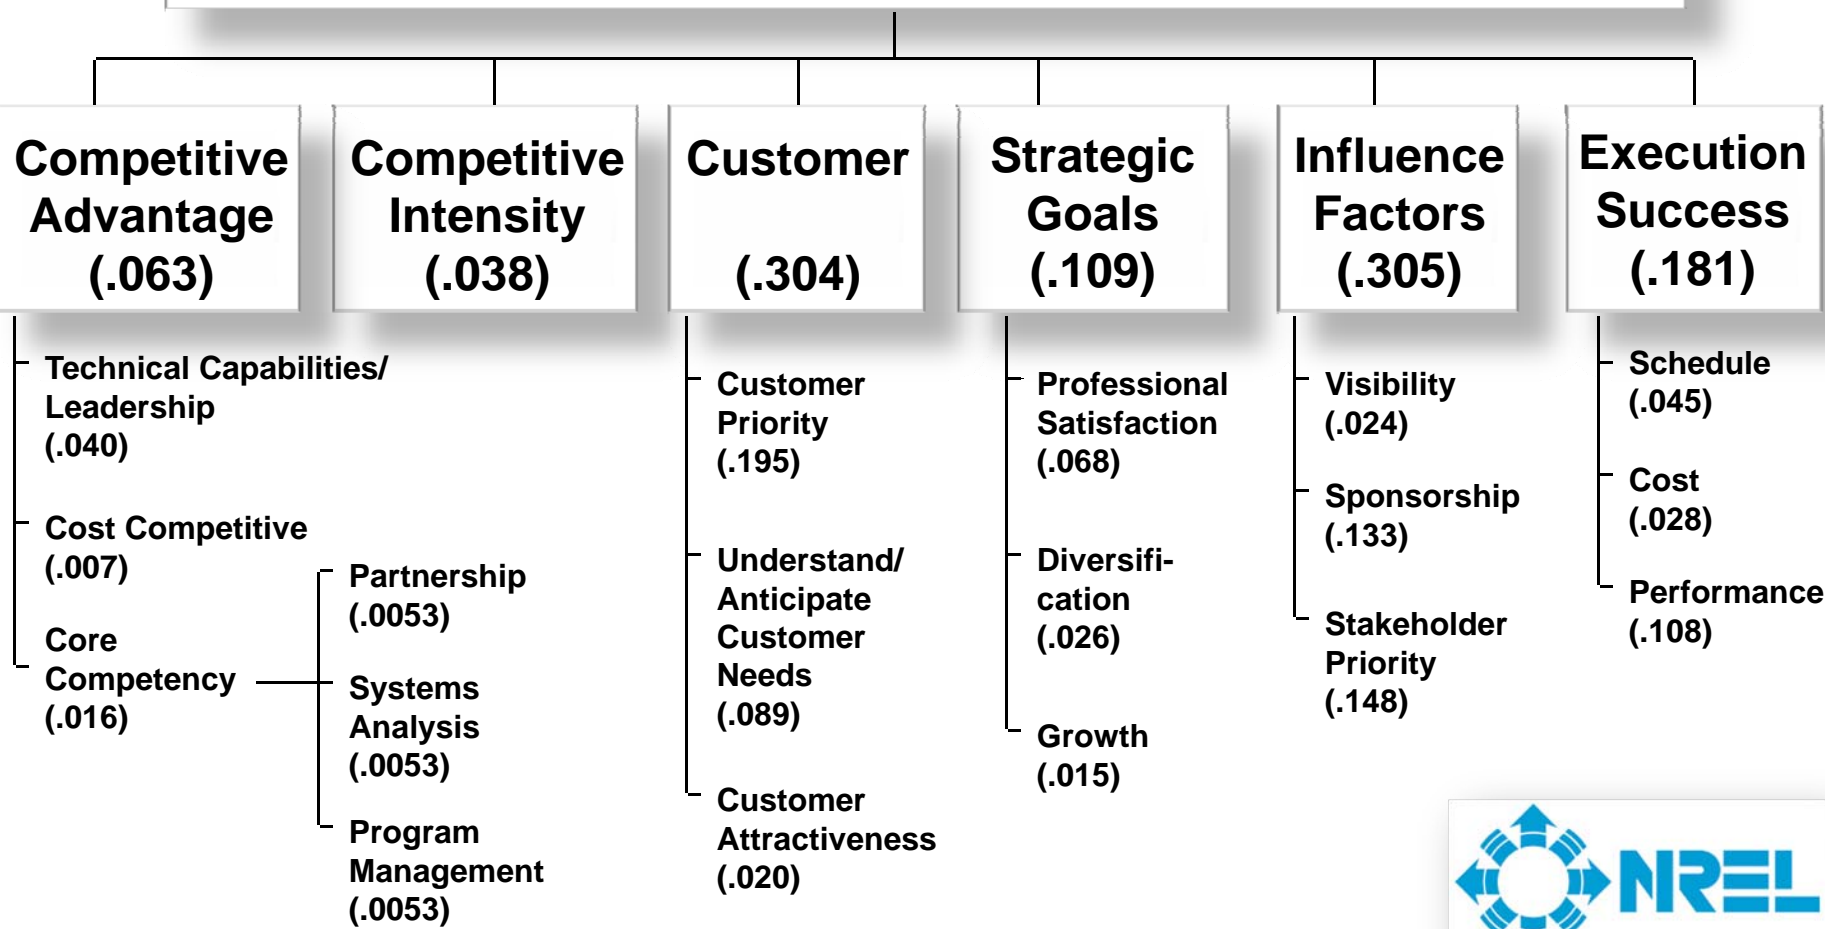 Competitive
Advantage
(.063)
Competitive
Intensity
(.038)
Customer
(.304)
Strategic
Goals
(.109)
Influence
Factors
(.305)
Execution
Success
(.181)
Technical Capabilities/
Leadership
(.040)
Cost Competitive
(.007)
Core
Competency
(.016)
Partnership
(.0053)
Systems
Analysis
(.0053)
Program
Management
(.0053)
Customer
Priority
(.195)
Understand/
Anticipate
Customer
Needs
(.089)
Customer
Attractiveness
(.020)
Professional
Satisfaction
(.068)
Diversifi-
cation
(.026)
Growth
(.015)
Visibility
(.024)
Sponsorship
(.133)
Stakeholder
Priority
(.148)
Schedule
(.045)
Cost
(.028)
Performance
(.108)
NREL